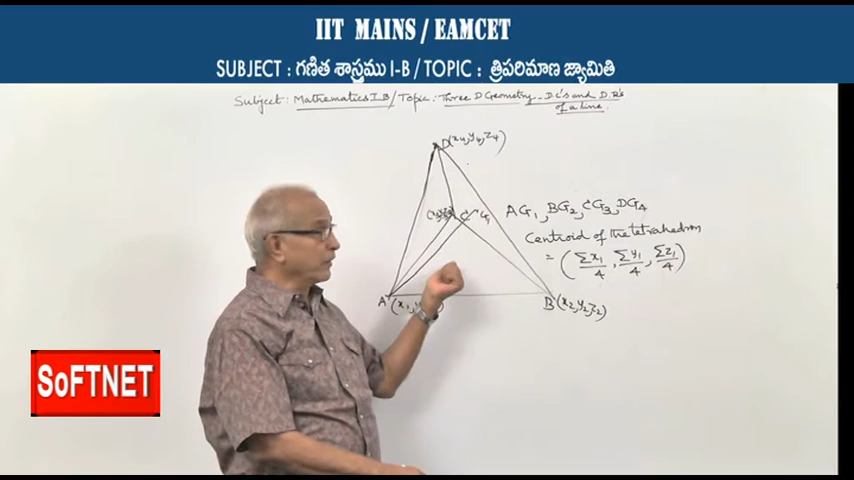 IIT MAINS / EAMCET
SUBJECT : గణిత శాస్త్రము I-B / TOPIC : త్రిపరిమాణ జ్యామితి
Subject: Mathematics I B / Topic: Three D Geometry - D.C's and D.R's
of a line.
D(x4, y4, z4)
C G1
AG1, BG2, CG3, DG4
Centroid of the tetrahedron
= (Σx1/4, Σy1/4, Σz1/4)
A (x1,
B (x2, y2, z2)
SoFTNET